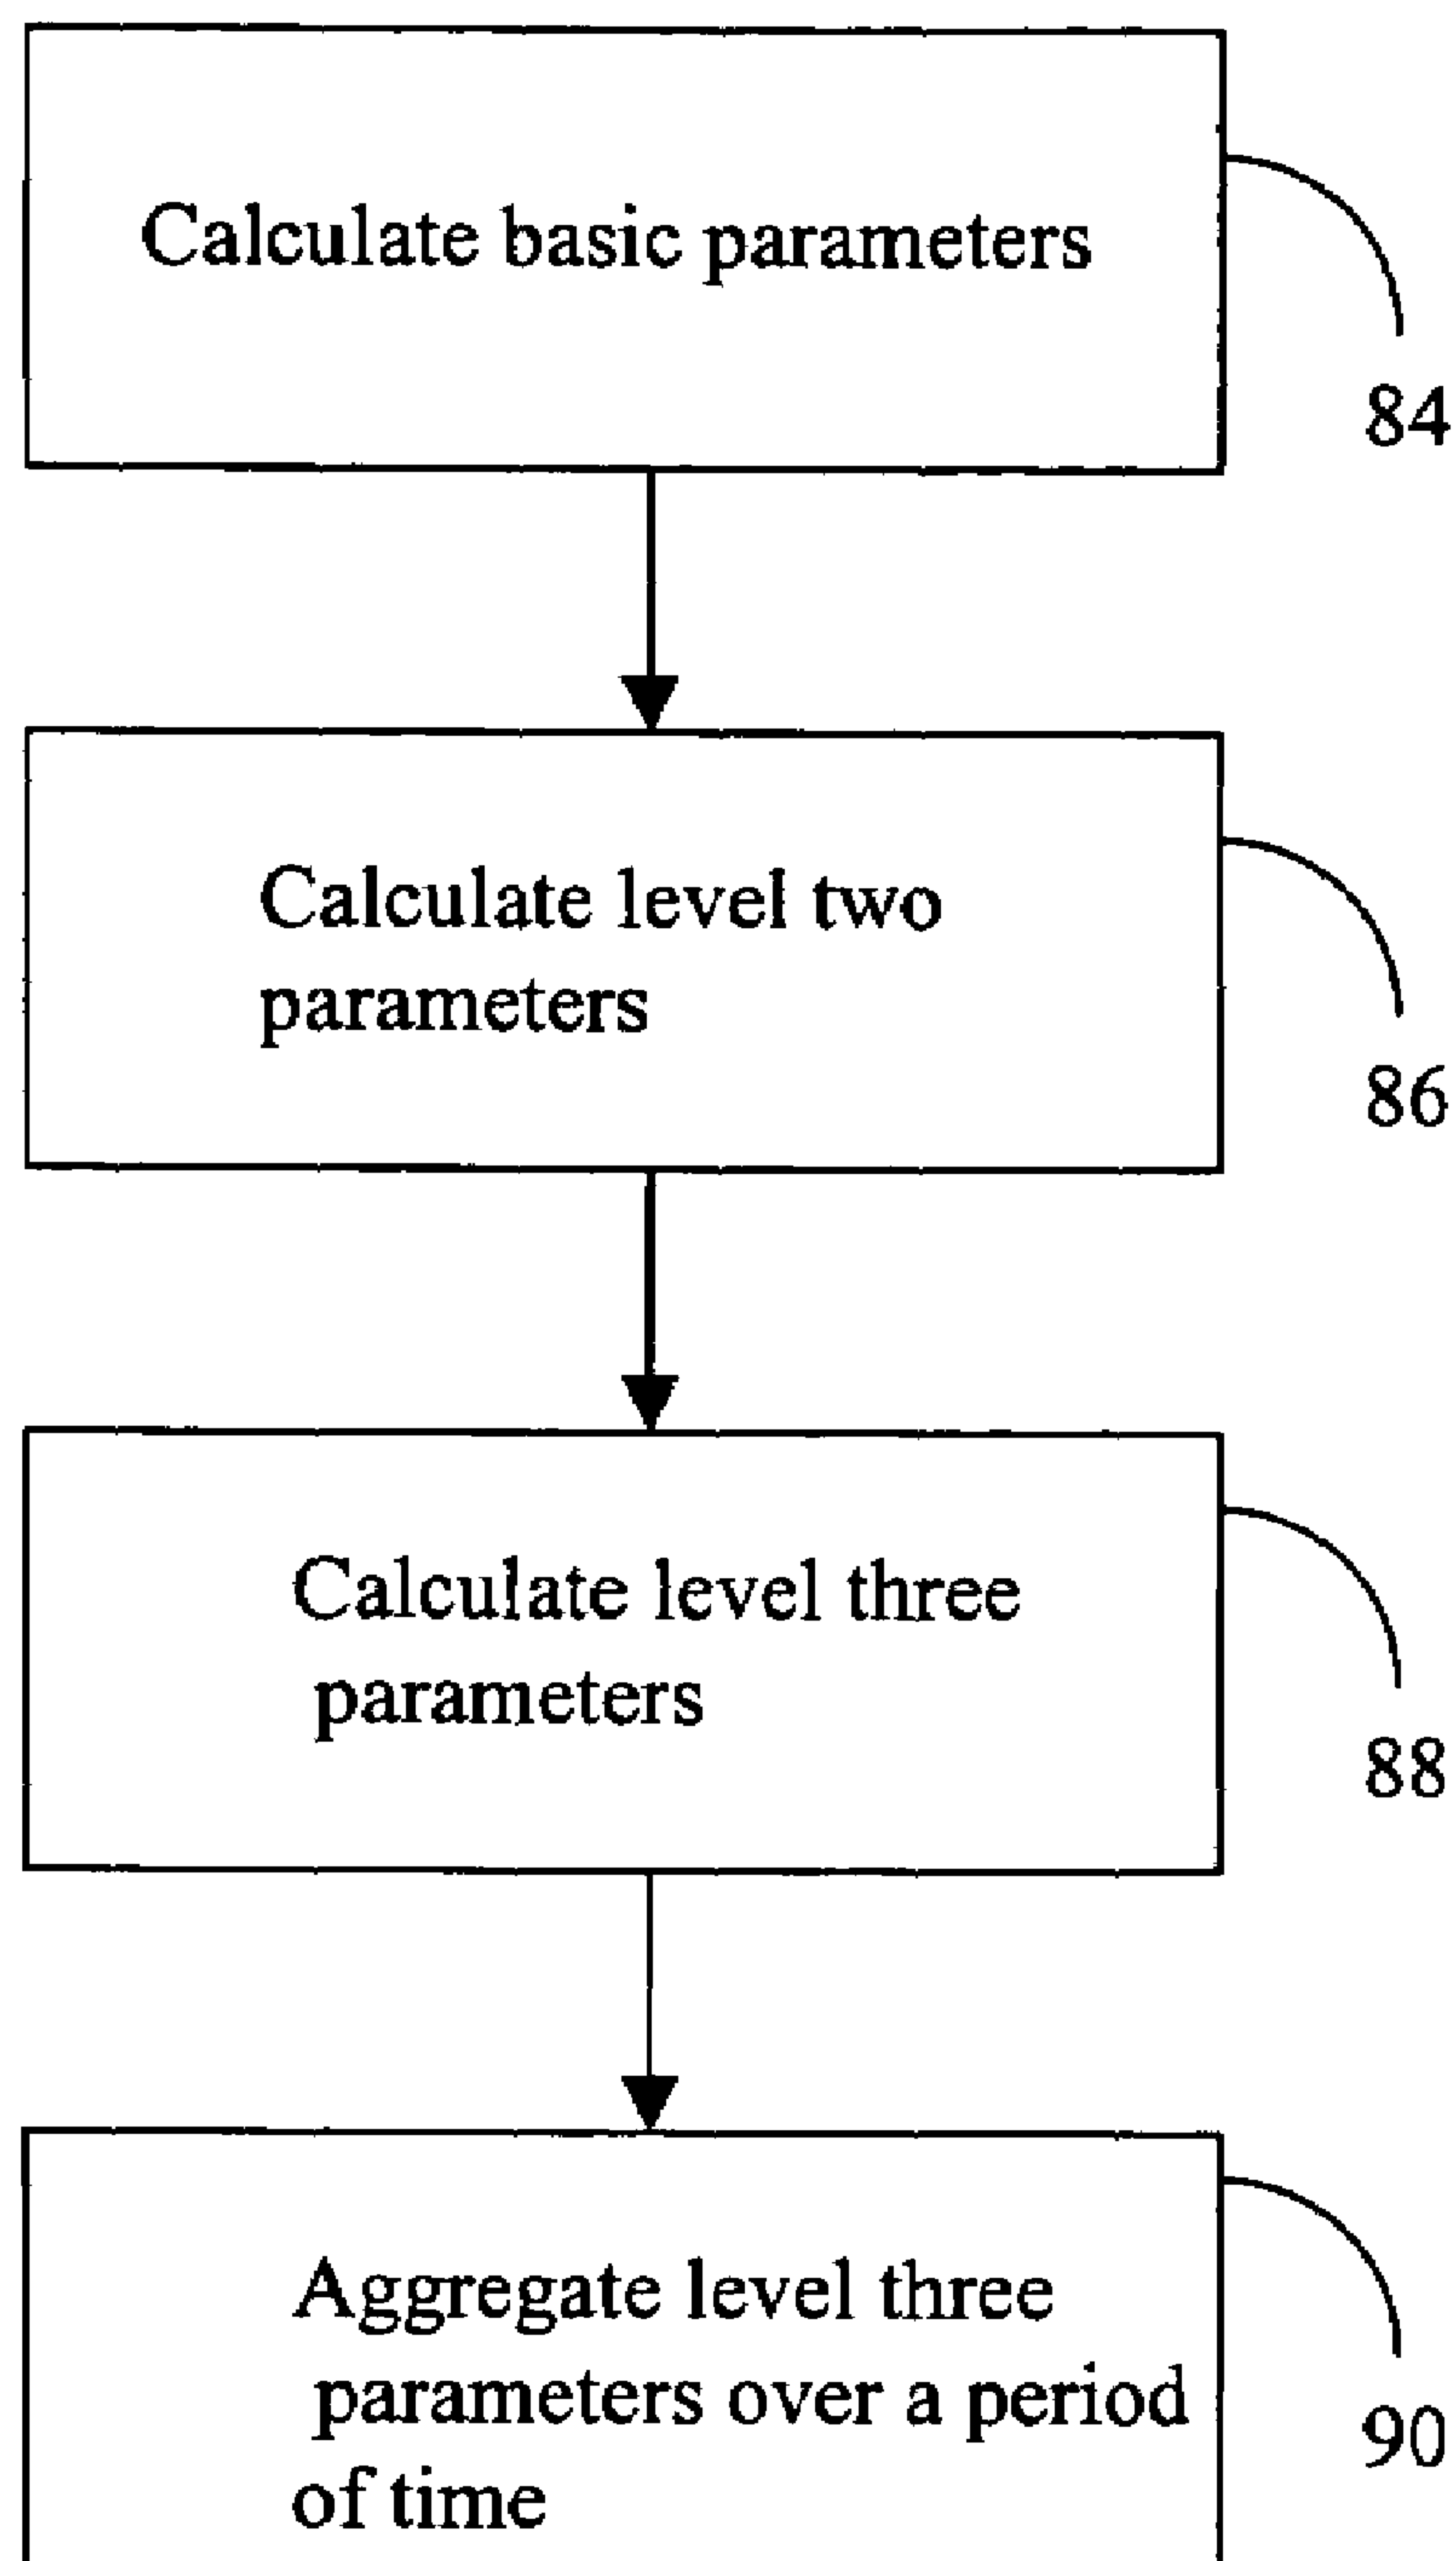 Calculate basic parameters
84
Calculate level two
parameters
86
Calculate level three
parameters
88
Aggregate level three
parameters over a period
of time
90